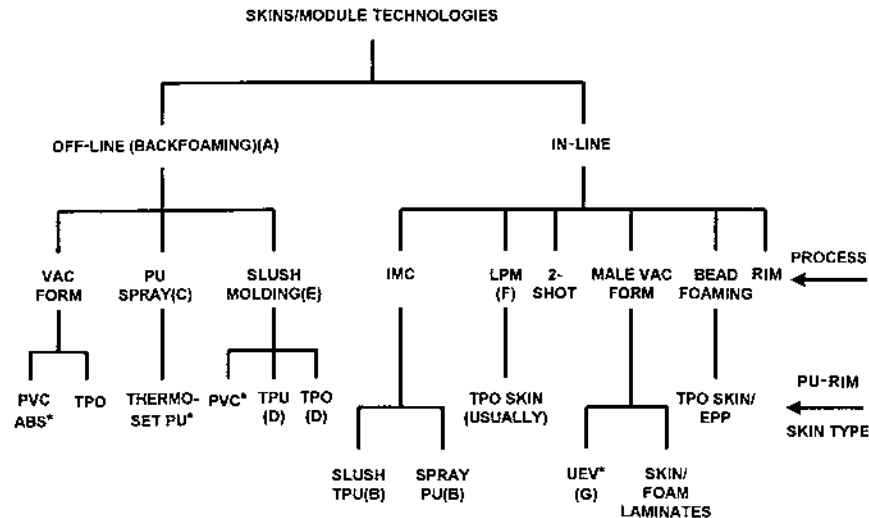 SKINS/MODULE TECHNOLOGIES
OFF-LINE (BACKFOAMING)(A)
IN-LINE
VAC
FORM
PU
SPRAY(C)
SLUSH
MOLDING(E)
IMC
LPM
(F)
2-
SHOT
MALE VAC
FORM
BEAD
FOAMING
RIM
PROCESS
PVC
ABS*
TPO
THERMO-
SET PU*
PVC*
TPU
(D)
TPO
(D)
TPO SKIN
(USUALLY)
TPO SKIN/
EPP
PU-RIM
SKIN TYPE
SLUSH
TPU(B)
SPRAY
PU(B)
UEV*
(G)
SKIN/
FOAM
LAMINATES